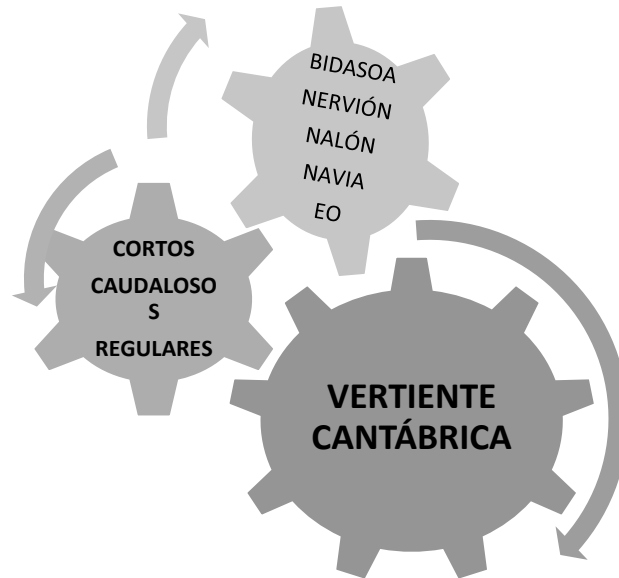 BIDASOA
NERVIÓN
NALÓN
NAVIA
EO
CORTOS
CAUDALOSO
S
REGULARES
VERTIENTE
CANTÁBRICA